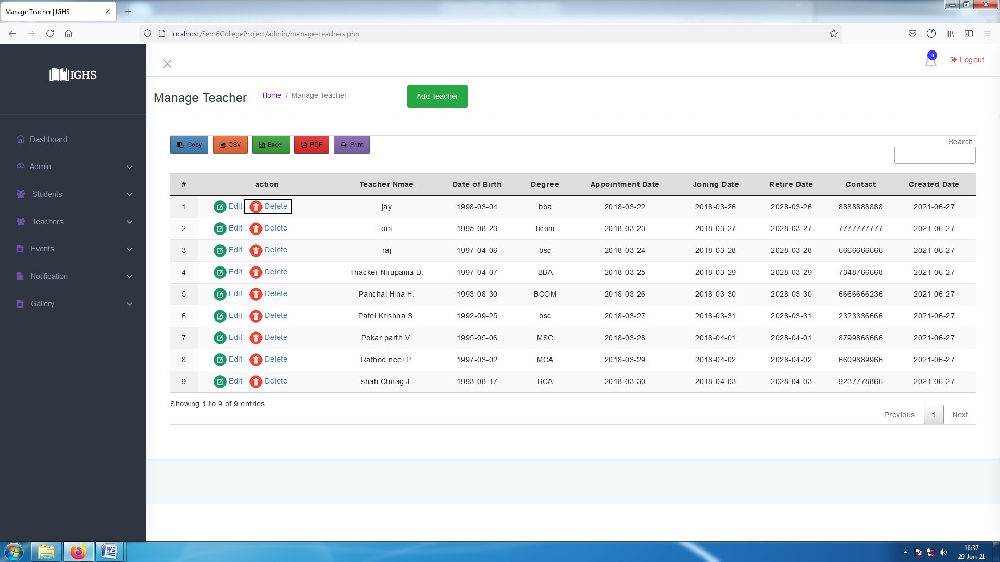 Manage Teacher | IGHS
localhost/Sem6CollegeProject/admin/manage-teachers.php
IGHS
0
Logout
Manage Teacher Home / Manage Teacher Add Teacher
Dashboard
Admin
Students
Teachers
Events
Notification
Gallery
Copy CSV Excel PDF Print
Search:
# action Teacher Nmae Date of Birth Degree Appointment Date Joning Date Retire Date Contact Created Date
1 Edit Delete jay 1998-03-04 bba 2018-03-22 2018-03-26 2028-03-26 8888888888 2021-06-27
2 Edit Delete om 1995-08-23 bcom 2018-03-23 2018-03-27 2028-03-27 7777777777 2021-06-27
3 Edit Delete raj 1997-04-06 bsc 2018-03-24 2018-03-28 2028-03-28 6666666666 2021-06-27
4 Edit Delete Thacker Nirupama D. 1997-04-07 BBA 2018-03-25 2018-03-29 2028-03-29 7348766668 2021-06-27
5 Edit Delete Panchal Hina H. 1993-08-30 BCOM 2018-03-26 2018-03-30 2028-03-30 6666666236 2021-06-27
6 Edit Delete Patel Krishna S. 1992-09-25 bsc 2018-03-27 2018-03-31 2028-03-31 2323336666 2021-06-27
7 Edit Delete Pokar parth V. 1995-05-06 MSC 2018-03-28 2018-04-01 2028-04-01 8799866666 2021-06-27
8 Edit Delete Rathod neel P. 1997-03-02 MCA 2018-03-29 2018-04-02 2028-04-02 6609889966 2021-06-27
9 Edit Delete shah Chirag J. 1993-08-17 BCA 2018-03-30 2018-04-03 2028-04-03 9237778866 2021-06-27
Showing 1 to 9 of 9 entries
Previous 1 Next
16:37
29-Jun-21